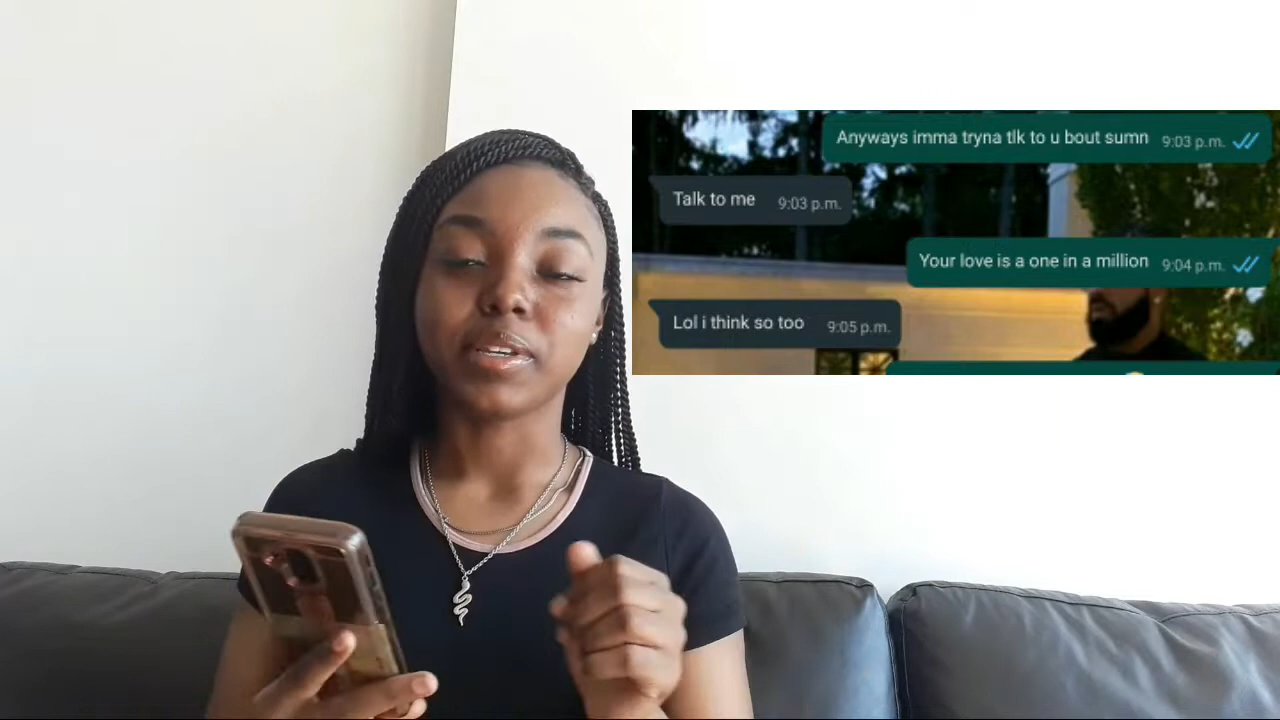 Anyways imma tryna tlk to u bout sumn 9:03 p.m.
Talk to me 9:03 p.m.
Your love is a one in a million 9:04 p.m.
Lol i think so too 9:05 p.m.